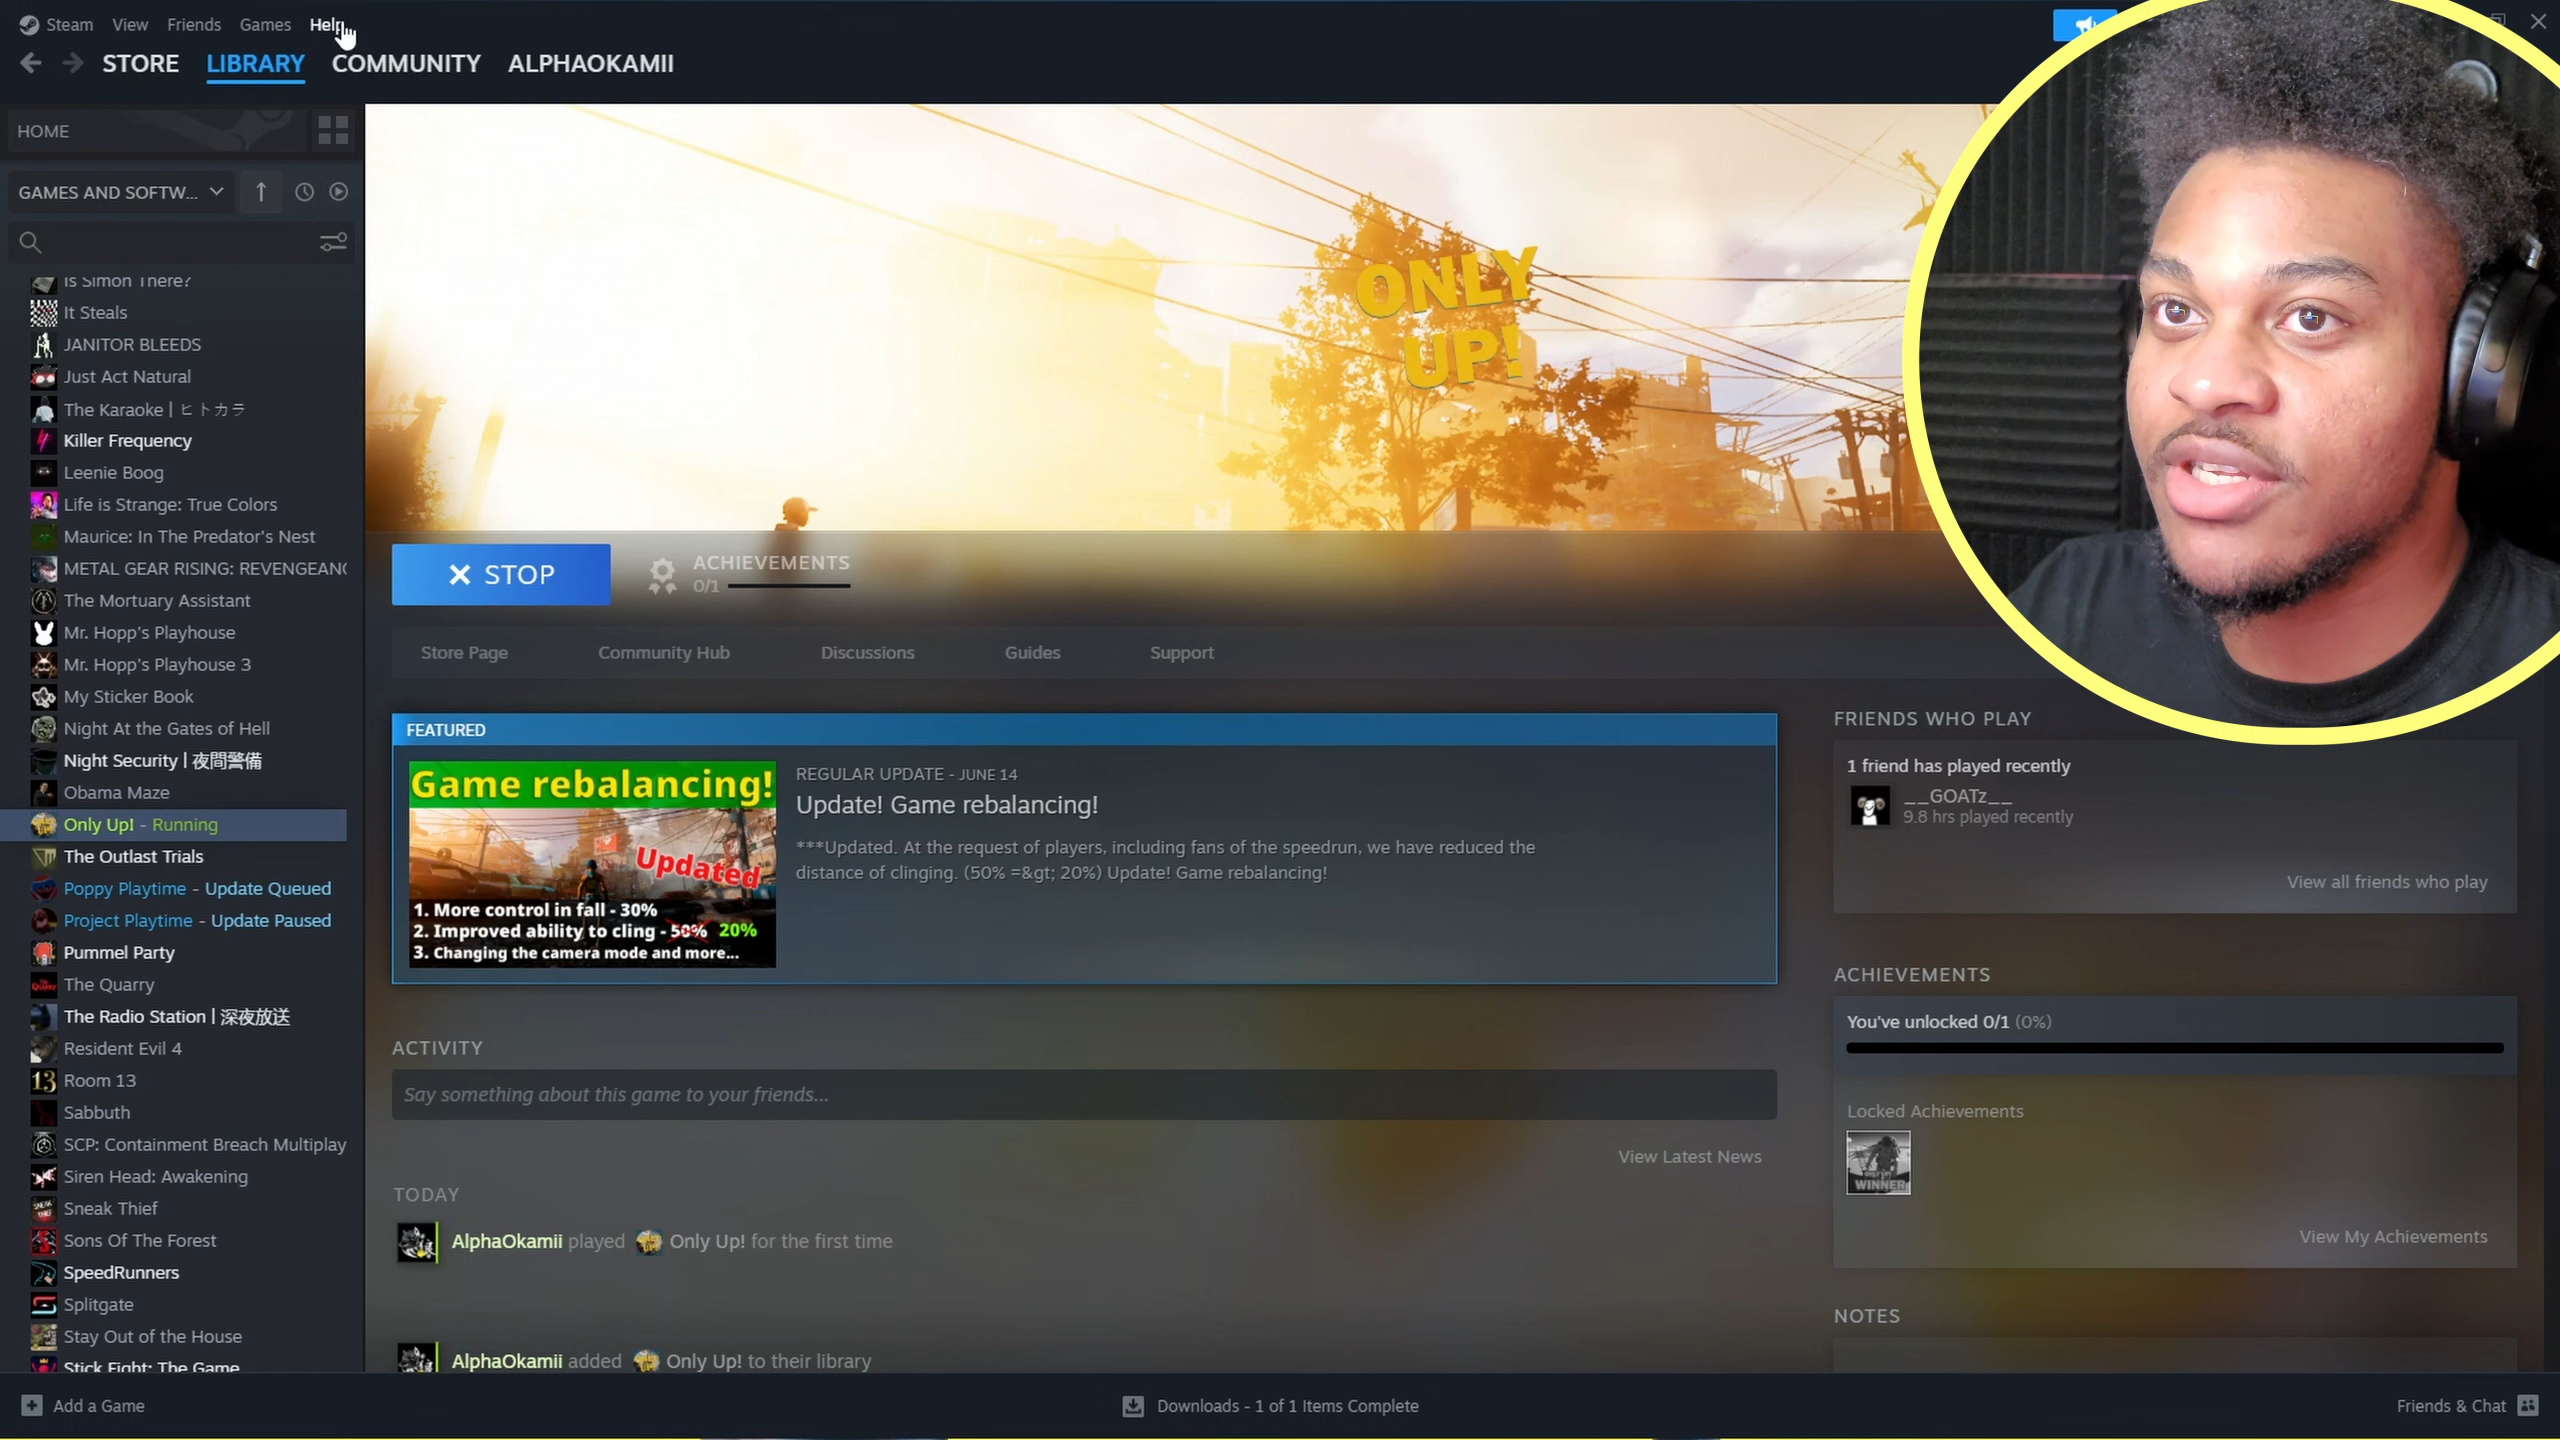 Steam View Friends Games Help
STORE LIBRARY COMMUNITY ALPHAOKAMII
HOME
GAMES AND SOFTW...
Is Simon There?
It Steals
JANITOR BLEEDS
Just Act Natural
The Karaoke | ヒトカラ
Killer Frequency
Leenie Boog
Life is Strange: True Colors
Maurice: In The Predator's Nest
METAL GEAR RISING: REVENGEANC
The Mortuary Assistant
Mr. Hopp's Playhouse
Mr. Hopp's Playhouse 3
My Sticker Book
Night At the Gates of Hell
Night Security | 夜間警備
Obama Maze
Only Up! - Running
The Outlast Trials
Poppy Playtime - Update Queued
Project Playtime - Update Paused
Pummel Party
The Quarry
The Radio Station | 深夜放送
Resident Evil 4
13 Room 13
Sabbuth
SCP: Containment Breach Multiplay
Siren Head: Awakening
Sneak Thief
Sons Of The Forest
SpeedRunners
Splitgate
Stay Out of the House
Stick Fight: The Game
Add a Game
ONLY
UP!
STOP
ACHIEVEMENTS
0/1
Store Page Community Hub Discussions Guides Support
FEATURED
Game rebalancing!
Updated
1. More control in fall - 30%
2. Improved ability to cling - 50% 20%
3. Changing the camera mode and more...
REGULAR UPDATE - JUNE 14
Update! Game rebalancing!
***Updated. At the request of players, including fans of the speedrun, we have reduced the
distance of clinging. (50% =&gt; 20%) Update! Game rebalancing!
ACTIVITY
Say something about this game to your friends...
View Latest News
TODAY
AlphaOkamii played Only Up! for the first time
AlphaOkamii added Only Up! to their library
FRIENDS WHO PLAY
1 friend has played recently
__GOATz__
9.8 hrs played recently
View all friends who play
ACHIEVEMENTS
You've unlocked 0/1 (0%)
Locked Achievements
WINNER
View My Achievements
NOTES
Downloads - 1 of 1 Items Complete
Friends & Chat